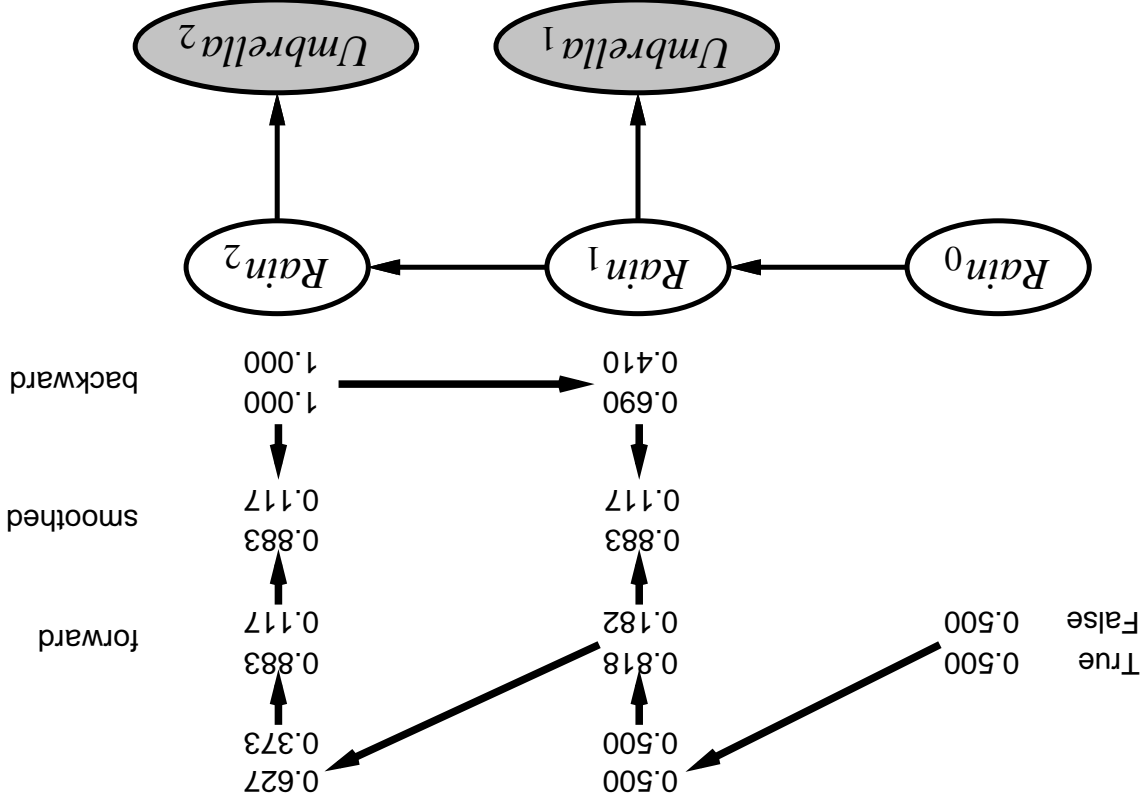 0.500 0.627
0.500 0.373
True 0.500 0.818 0.883
False 0.500 0.182 0.117 forward
0.883 0.883
0.117 0.117 smoothed
0.690 1.000
0.410 1.000 backward
Rain0 Rain1 Rain2
Umbrella1 Umbrella2